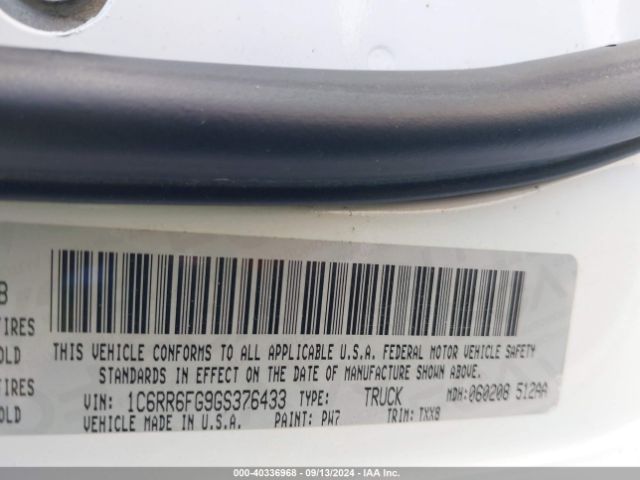 B
TIRES
OLD
TIRES
OLD
THIS VEHICLE CONFORMS TO ALL APPLICABLE U.S.A. FEDERAL MOTOR VEHICLE SAFETY
STANDARDS IN EFFECT ON THE DATE OF MANUFACTURE SHOWN ABOVE.
VIN: 1C6RR6FG9GS376433 TYPE: TRUCK MDH:060208 512AA
VEHICLE MADE IN U.S.A. PAINT: PW7 TRIM: TXX8
000-40336968 - 09/13/2024 - IAA Inc.